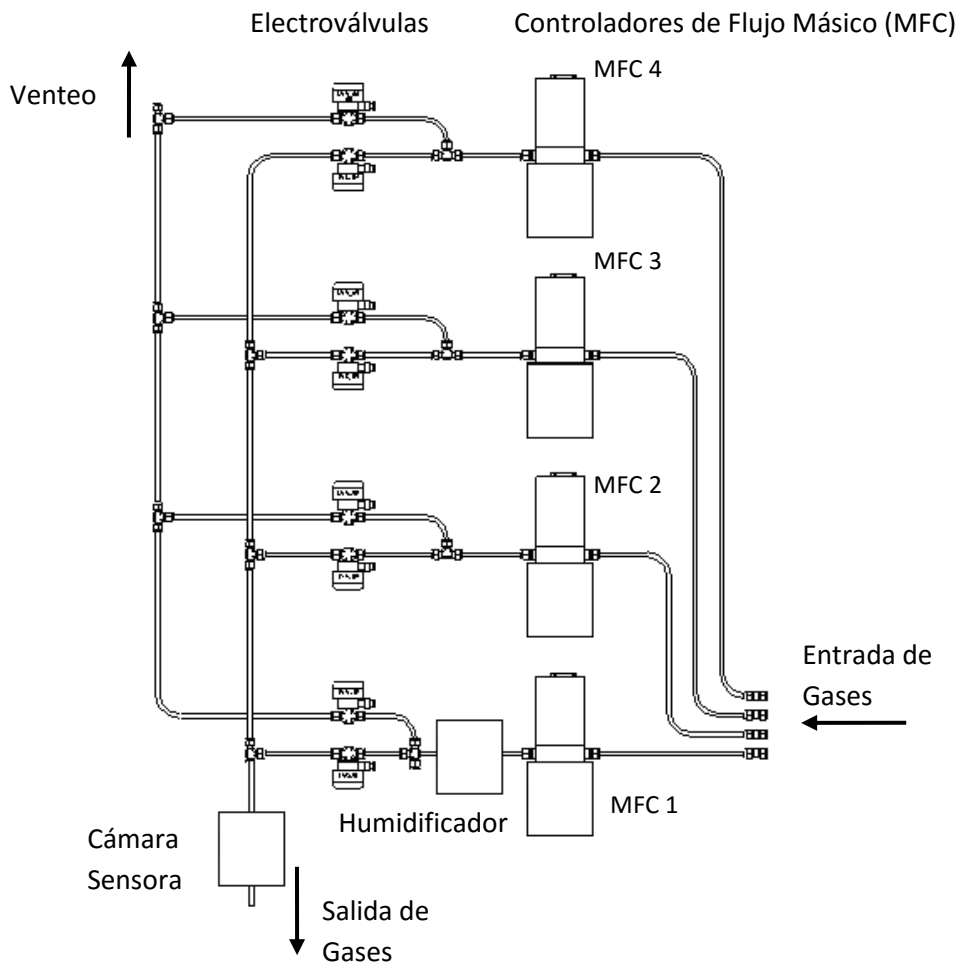 Electroválvulas
Controladores de Flujo Másico (MFC)
Venteo
MFC 4
MFC 3
MFC 2
Entrada de
Gases
MFC 1
Humidificador
Cámara
Sensora
Salida de
Gases